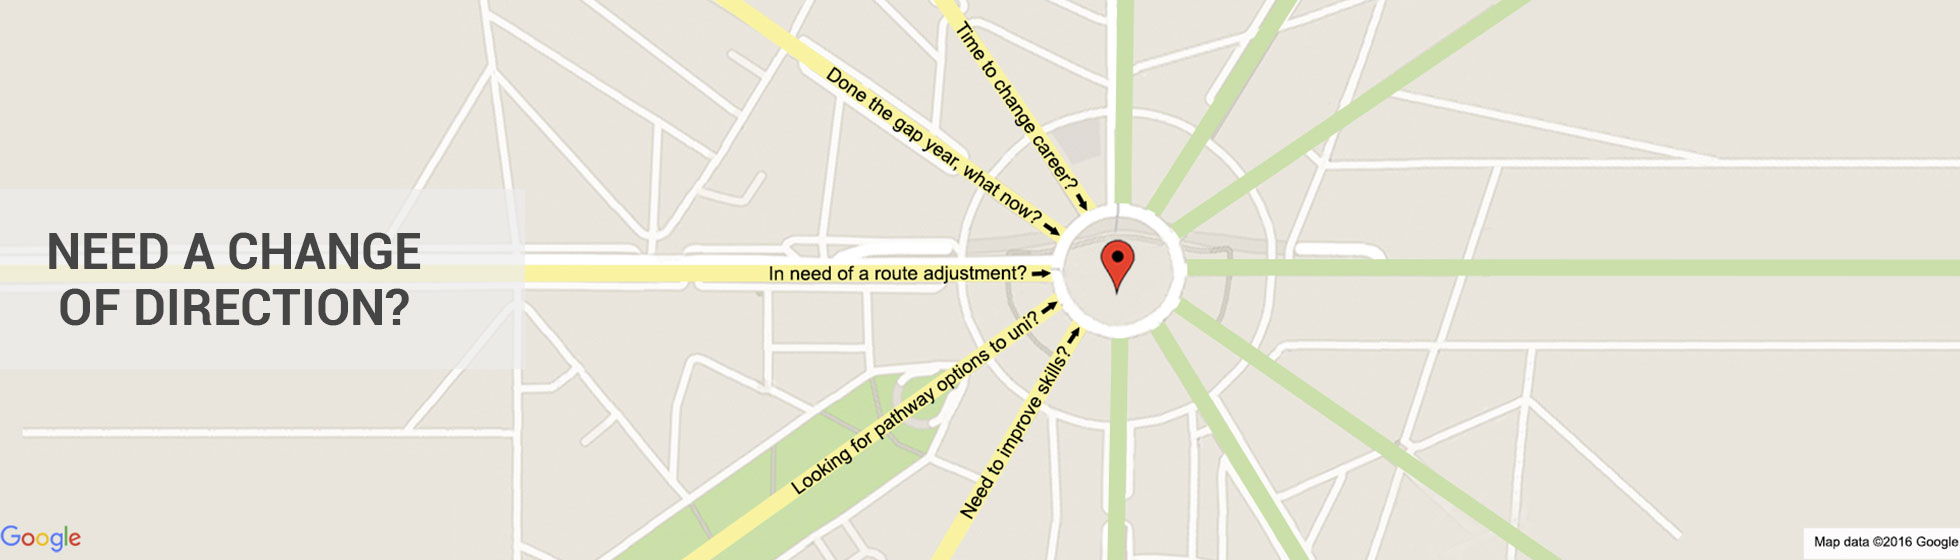 NEED A CHANGE
OF DIRECTION?
Time to change career?
Done the gap year, what now?
In need of a route adjustment?
Looking for pathway options to uni?
Need to improve skills?
Google
Map data ©2016 Google